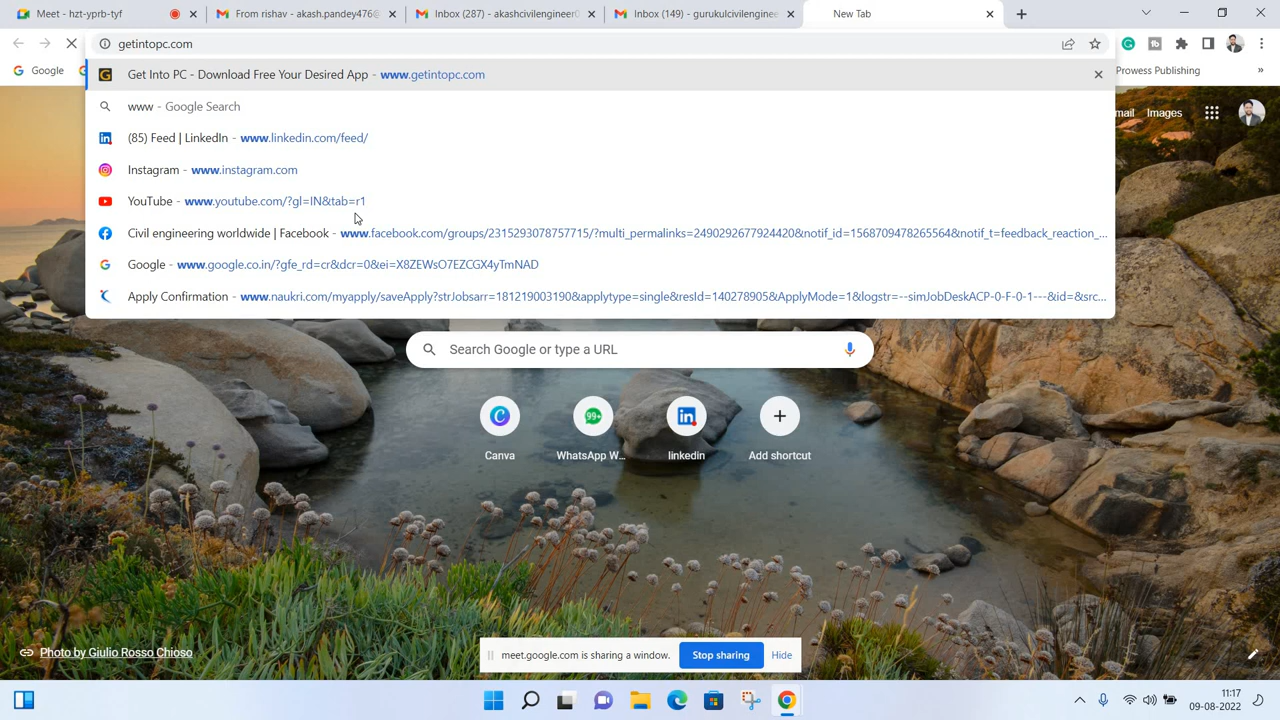 Meet - hzt-yprb-tyf
From rishav - akash.pandey476@
Inbox (287) - akashcivilengineer0
Inbox (149) - gurukulcivilengine
New Tab
getintopc.com
Google
Prowess Publishing
»
Get Into PC - Download Free Your Desired App - www.getintopc.com
www - Google Search
(85) Feed | LinkedIn - www.linkedin.com/feed/
Instagram - www.instagram.com
YouTube - www.youtube.com/?gl=IN&tab=r1
Civil engineering worldwide | Facebook - www.facebook.com/groups/2315293078757715/?multi_permalinks=2490292677924420&notif_id=1568709478265564&notif_t=feedback_reaction_...
Google - www.google.co.in/?gfe_rd=cr&dcr=0&ei=X8ZEWsO7EZCGX4yTmNAD
Apply Confirmation - www.naukri.com/myapply/saveApply?strJobsarr=181219003190&applytype=single&resId=140278905&ApplyMode=1&logstr=--simJobDeskACP-0-F-0-1---&id=&src...
mail Images
Search Google or type a URL
99+
Canva
WhatsApp W...
linkedin
Add shortcut
Photo by Giulio Rosso Chioso
meet.google.com is sharing a window.
Stop sharing
Hide
11:17
09-08-2022